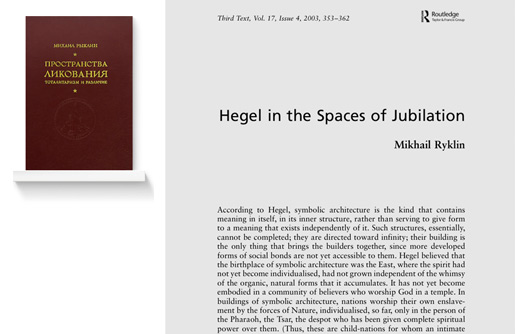 МИХАИЛ РЫКЛИН
ПРОСТРАНСТВА
ЛИКОВАНИЯ
ТОТАЛИТАРИЗМ И РАЗЛИЧИЕ
Third Text, Vol. 17, Issue 4, 2003, 353–362
Routledge
Taylor & Francis Group
Hegel in the Spaces of Jubilation
Mikhail Ryklin
According to Hegel, symbolic architecture is the kind that contains
meaning in itself, in its inner structure, rather than serving to give form
to a meaning that exists independently of it. Such structures, essentially,
cannot be completed; they are directed toward infinity; their building is
the only thing that brings the builders together, since more developed
forms of social bonds are not yet accessible to them. Hegel believed that
the birthplace of symbolic architecture was the East, where the spirit had
not yet become individualised, had not grown independent of the whimsy
of the organic, natural forms that it accumulates. It has not yet become
embodied in a community of believers who worship God in a temple. In
buildings of symbolic architecture, nations worship their own enslave-
ment by the forces of Nature, individualised, so far, only in the person of
the Pharaoh, the Tsar, the despot who has been given complete spiritual
power over them. (Thus, these are child-nations for whom an intimate